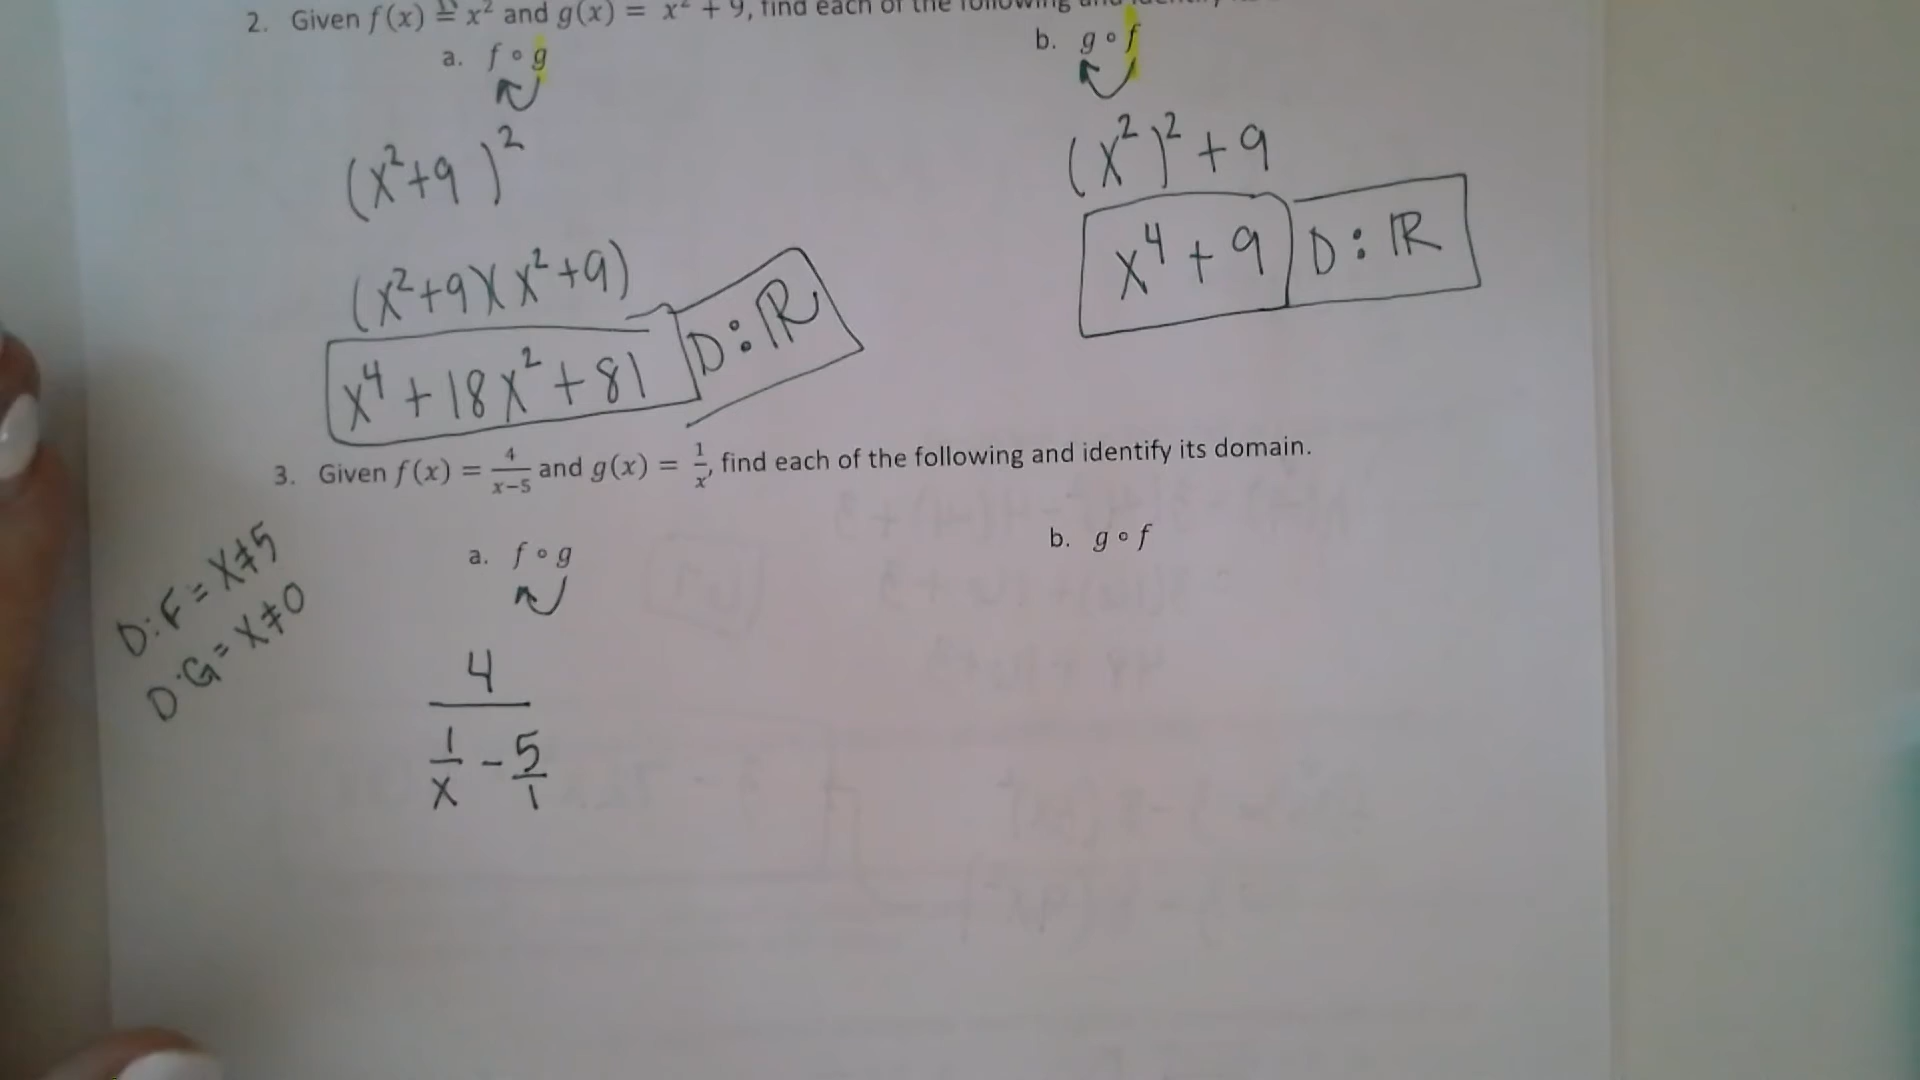 2. Given f(x) = x² and g(x) = x² + 9, find each of the following and identify
a. f ∘ g
b. g ∘ f
(x²+9)²
(x²)² + 9
(x²+9)(x²+9)
x⁴ + 9 D: ℝ
x⁴ + 18x² + 81 D: ℝ
3. Given f(x) = 4/(x−5) and g(x) = 1/x, find each of the following and identify its domain.
D: F = X≠5
D: G = X≠0
a. f ∘ g
b. g ∘ f
4
1/x − 5/1